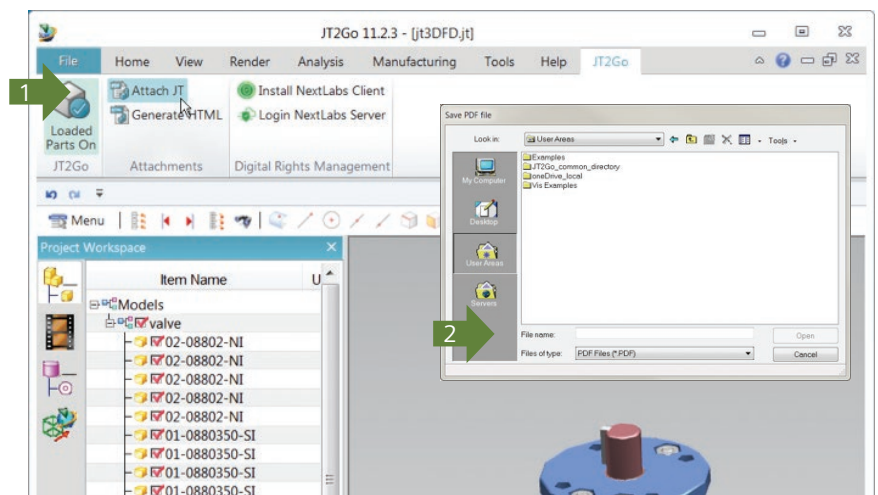 JT2Go 11.2.3 - [jt3DFD.jt]
File Home View Render Analysis Manufacturing Tools Help JT2Go
1
Loaded
Parts On
JT2Go
Attach JT
Generate HTML
Attachments
Install NextLabs Client
Login NextLabs Server
Digital Rights Management
Menu
Project Workspace
Item Name U
Models
valve
02-08802-NI
02-08802-NI
02-08802-NI
02-08802-NI
02-08802-NI
01-0880350-SI
01-0880350-SI
01-0880350-SI
01-0880350-SI
Save PDF file
Look in: User Areas Tools
My Computer
Desktop
User Areas
Servers
Examples
JT2Go_common_directory
oneDrive_local
Vis Examples
2
File name: Open
Files of type: PDF Files (*.PDF) Cancel